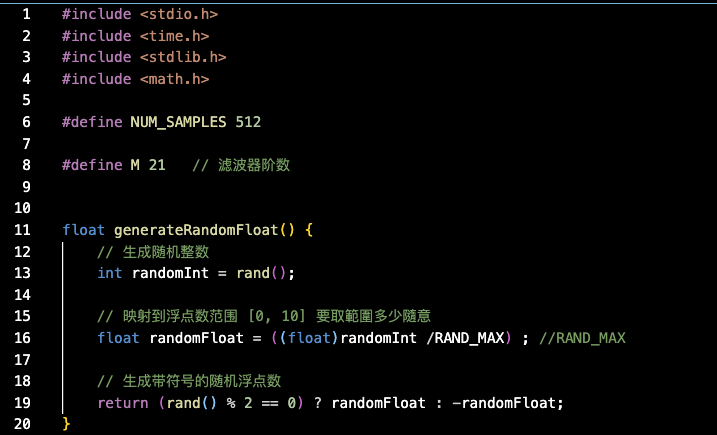 1 #include <stdio.h>
2 #include <time.h>
3 #include <stdlib.h>
4 #include <math.h>
5
6 #define NUM_SAMPLES 512
7
8 #define M 21 // 滤波器阶数
9
10
11 float generateRandomFloat() {
12 // 生成随机整数
13 int randomInt = rand();
14
15 // 映射到浮点数范围 [0, 10] 要取範圍多少隨意
16 float randomFloat = ((float)randomInt /RAND_MAX) ; //RAND_MAX
17
18 // 生成带符号的随机浮点数
19 return (rand() % 2 == 0) ? randomFloat : -randomFloat;
20 }